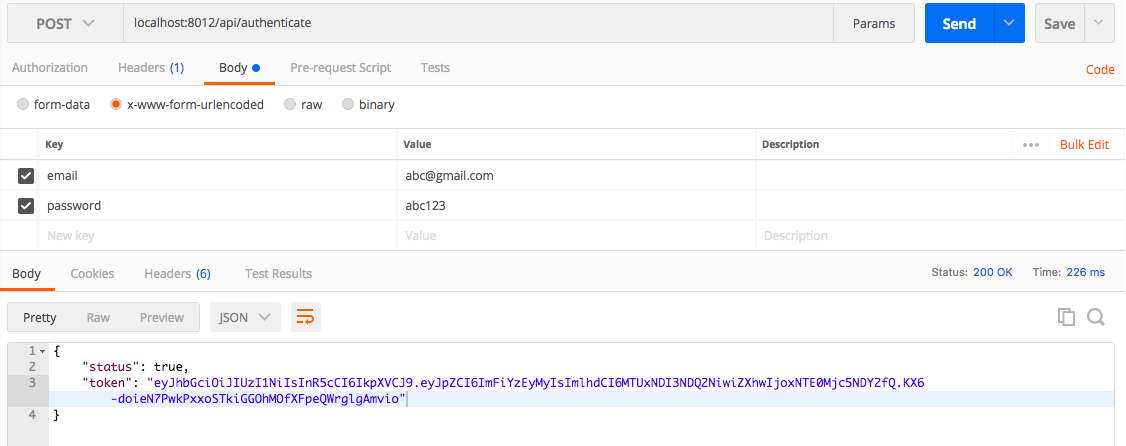 POST localhost:8012/api/authenticate Params Send Save
Authorization Headers (1) Body Pre-request Script Tests Code
form-data x-www-form-urlencoded raw binary
Key Value Description ••• Bulk Edit
email abc@gmail.com
password abc123
New key Value Description
Body Cookies Headers (6) Test Results Status: 200 OK Time: 226 ms
Pretty Raw Preview JSON
1 {
2 "status": true,
3 "token": "eyJhbGciOiJIUzI1NiIsInR5cCI6IkpXVCJ9.eyJpZCI6ImFiYzEyMyIsImlhdCI6MTUxNDI3NDQ2NiwiZXhwIjoxNTE0Mjc5NDY2fQ.KX6
-doieN7PwkPxxoSTkiGGOhMOfXFpeQWrglgAmvio"
4 }